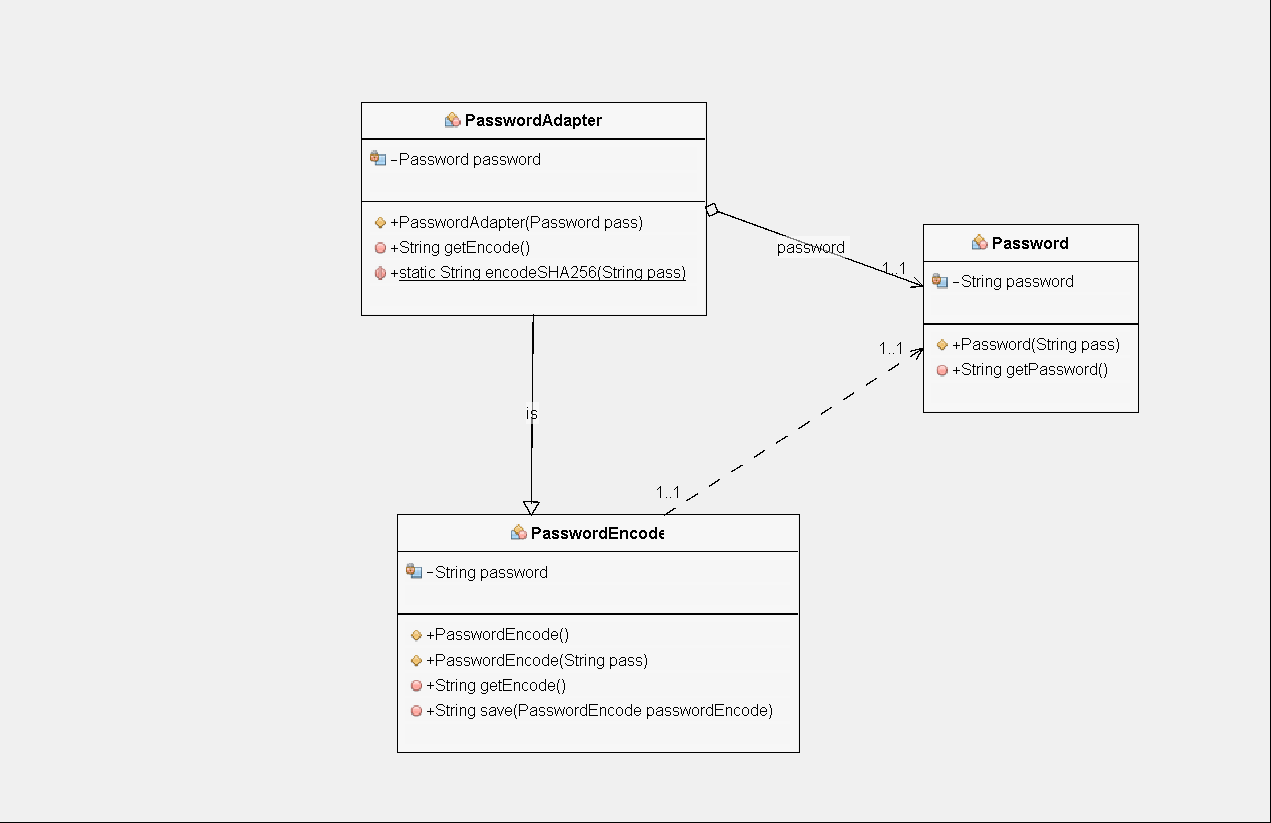 PasswordAdapter
-Password password
+PasswordAdapter(Password pass)
+String getEncode()
+static String encodeSHA256(String pass)
password
1..1
Password
-String password
+Password(String pass)
+String getPassword()
1..1
is
1..1
PasswordEncode
-String password
+PasswordEncode()
+PasswordEncode(String pass)
+String getEncode()
+String save(PasswordEncode passwordEncode)